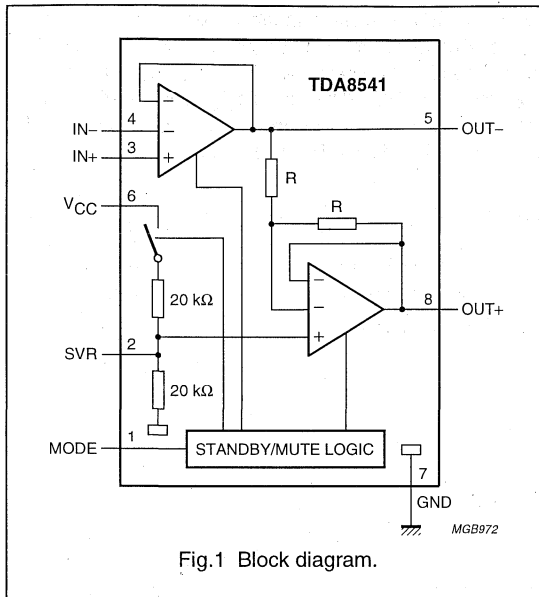 TDA8541
IN− 4
IN+ 3
VCC 6
5 OUT−
R
R
20 kΩ
8 OUT+
SVR 2
20 kΩ
MODE 1
STANDBY/MUTE LOGIC
7
GND
MGB972
Fig.1 Block diagram.